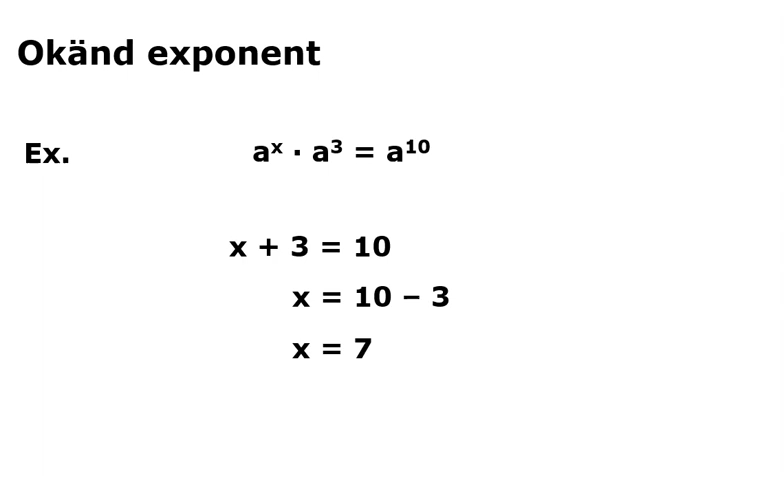 Okänd exponent
Ex. aˣ · a³ = a¹⁰
x + 3 = 10
x = 10 – 3
x = 7